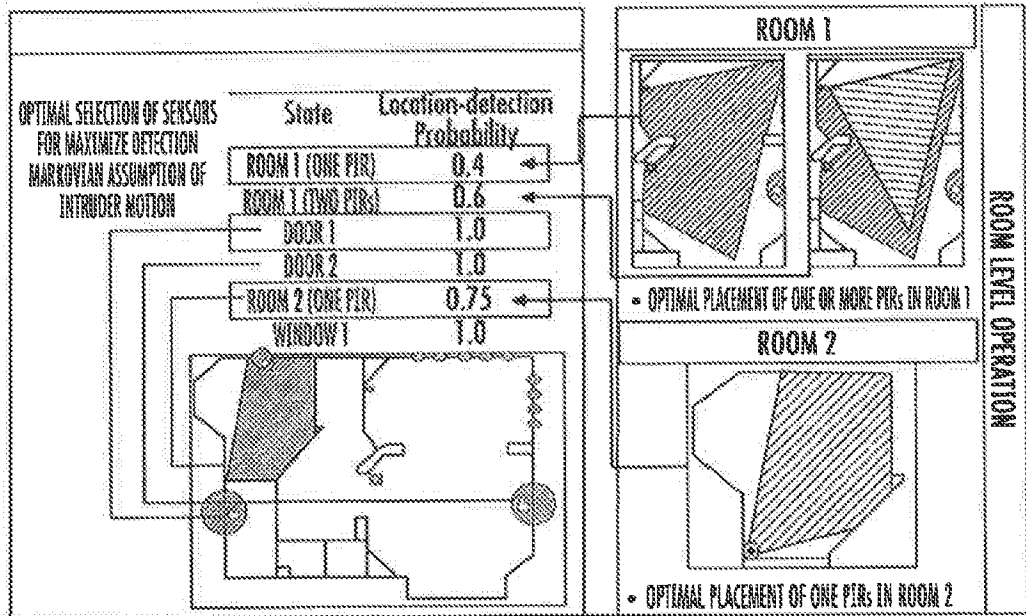 OPTIMAL SELECTION OF SENSORS
FOR MAXIMIZE DETECTION
MARKOVIAN ASSUMPTION OF
INTRUDER MOTION
State Location-detection
Probability
ROOM 1 (ONE PIR) 0.4
ROOM 1 (TWO PIRs) 0.6
DOOR 1 1.0
DOOR 2 1.0
ROOM 2 (ONE PIR) 0.75
WINDOW 1 1.0
ROOM 1
• OPTIMAL PLACEMENT OF ONE OR MORE PIRs IN ROOM 1
ROOM 2
• OPTIMAL PLACEMENT OF ONE PIRs IN ROOM 2
ROOM LEVEL OPERATION